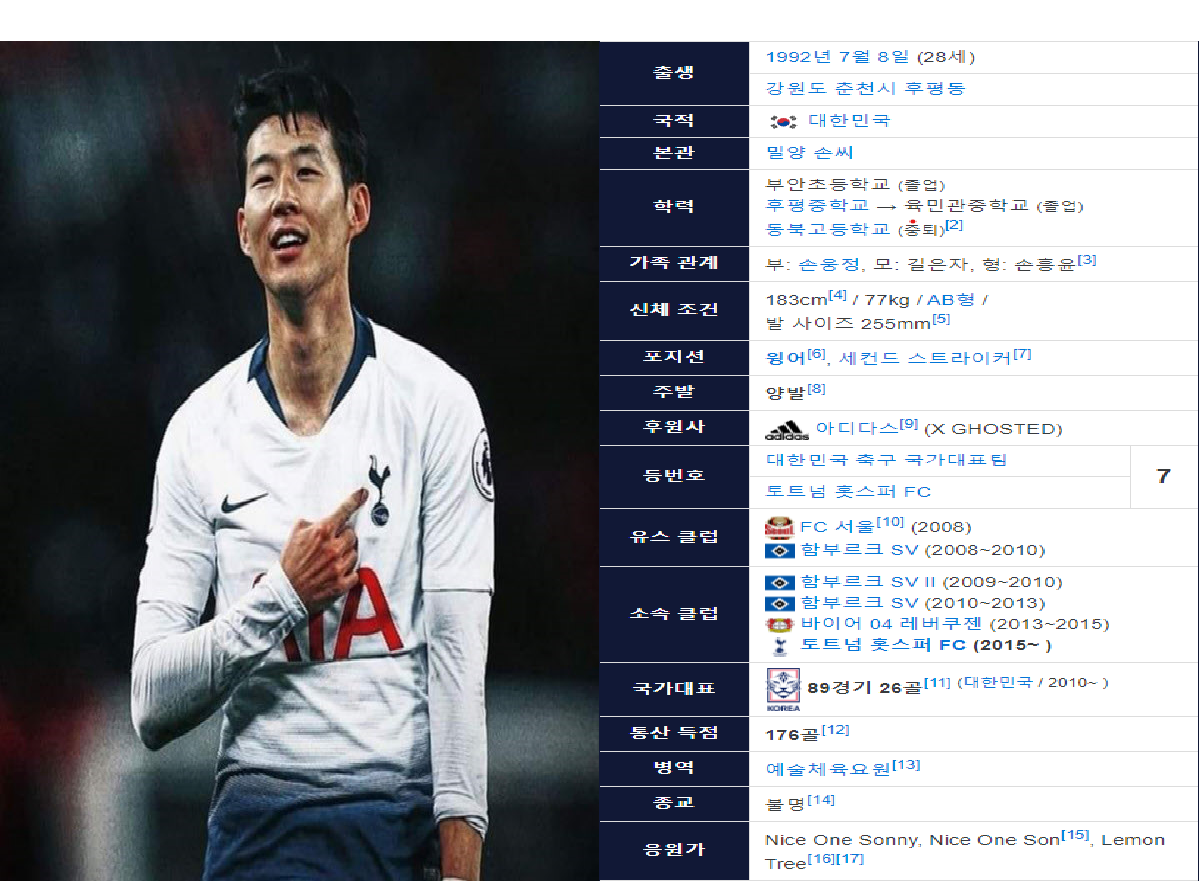 AIA
출생
1992년 7월 8일 (28세)
강원도 춘천시 후평동
국적
대한민국
본관
밀양 손씨
학력
부안초등학교 (졸업)
후평중학교 → 육민관중학교 (졸업)
동북고등학교 (중퇴)[2]
가족 관계
부: 손웅정, 모: 길은자, 형: 손흥윤[3]
신체 조건
183cm[4] / 77kg / AB형 /
발 사이즈 255mm[5]
포지션
윙어[6], 세컨드 스트라이커[7]
주발
양발[8]
후원사
adidas 아디다스[9] (X GHOSTED)
등번호
대한민국 축구 국가대표팀
토트넘 홋스퍼 FC
7
유스 클럽
Seoul FC 서울[10] (2008)
함부르크 SV (2008~2010)
소속 클럽
함부르크 SV II (2009~2010)
함부르크 SV (2010~2013)
바이어 04 레버쿠젠 (2013~2015)
토트넘 홋스퍼 FC (2015~ )
국가대표
KOREA
89경기 26골[11] (대한민국 / 2010~ )
통산 득점
176골[12]
병역
예술체육요원[13]
종교
불명[14]
응원가
Nice One Sonny, Nice One Son[15], Lemon
Tree[16][17]